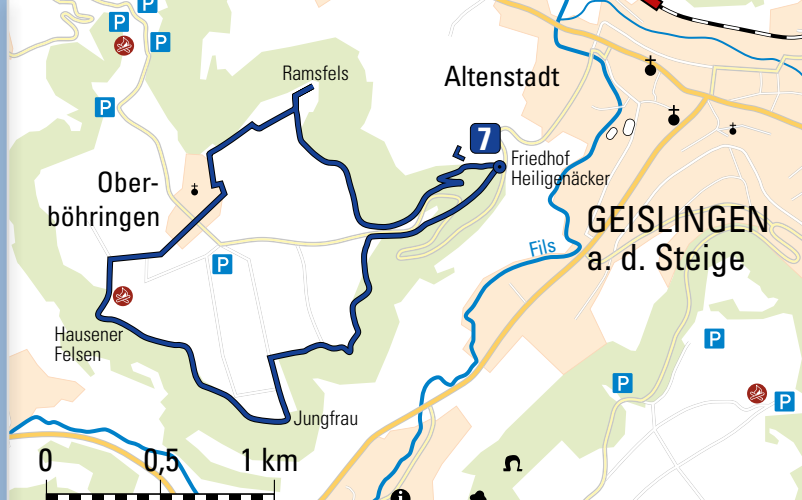 P
P
P
P
Ramsfels
Altenstadt
7
Friedhof
Heiligenäcker
Ober-
böhringen
GEISLINGEN
a. d. Steige
Fils
P
Hausener
Felsen
Jungfrau
P
P
P
0 0,5 1 km